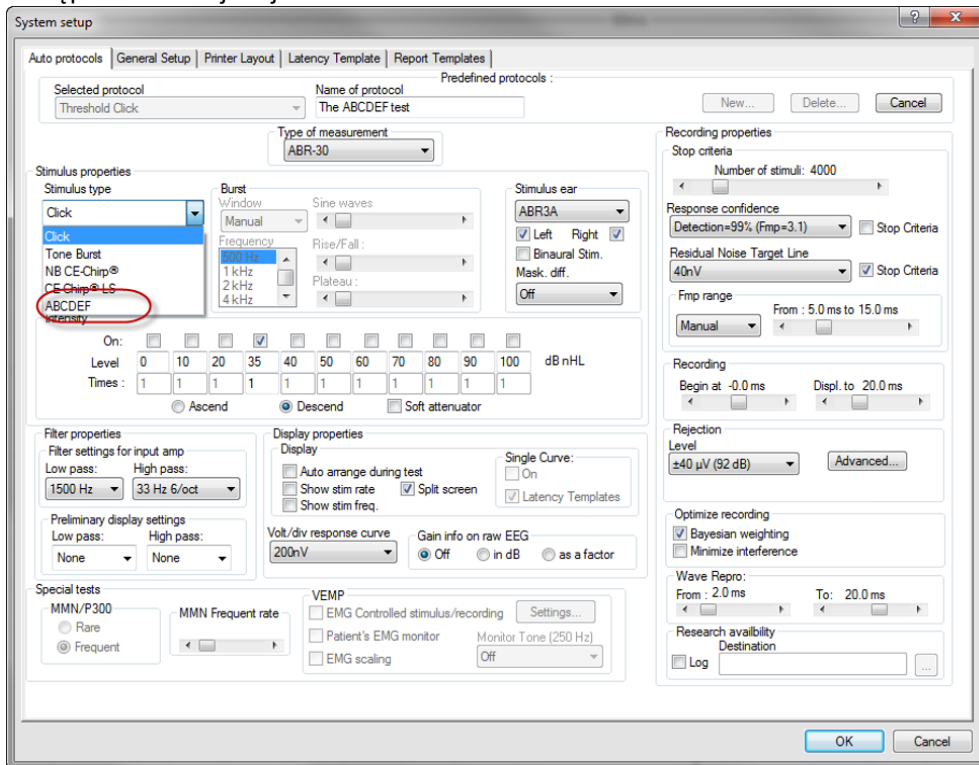 System setup
Auto protocols General Setup Printer Layout Latency Template Report Templates
Predefined protocols :
Selected protocol
Threshold Click
Name of protocol
The ABCDEF test
New... Delete... Cancel
Type of measurement
ABR-30
Stimulus properties
Stimulus type
Click
Click
Tone Burst
NB CE-Chirp®
CE-Chirp® LS
ABCDEF
Burst
Window
Manual
Sine waves
Frequency
500 Hz
1 kHz
2 kHz
4 kHz
Rise/Fall :
Plateau :
Stimulus ear
ABR3A
Left Right
Binaural Stim.
Mask. diff.
Off
Intensity
On:
Level 0 10 20 35 40 50 60 70 80 90 100 dB nHL
Times : 1 1 1 1 1 1 1 1 1 1 1
Ascend Descend Soft attenuator
Filter properties
Filter settings for input amp
Low pass: High pass:
1500 Hz 33 Hz 6/oct
Preliminary display settings
Low pass: High pass:
None None
Display properties
Display
Auto arrange during test
Show stim rate Split screen
Show stim freq.
Single Curve:
On
Latency Templates
Volt/div response curve
200nV
Gain info on raw EEG
Off in dB as a factor
Special tests
MMN/P300
Rare
Frequent
MMN Frequent rate
VEMP
EMG Controlled stimulus/recording Settings...
Patient's EMG monitor
EMG scaling
Monitor Tone (250 Hz)
Off
Recording properties
Stop criteria
Number of stimuli: 4000
Response confidence
Detection=99% (Fmp=3.1) Stop Criteria
Residual Noise Target Line
40nV Stop Criteria
Fmp range
Manual
From : 5.0 ms to 15.0 ms
Recording
Begin at -0.0 ms Displ. to 20.0 ms
Rejection
Level
±40 µV (92 dB) Advanced...
Optimize recording
Bayesian weighting
Minimize interference
Wave Repro:
From : 2.0 ms To: 20.0 ms
Research availbility
Destination
Log ...
OK Cancel